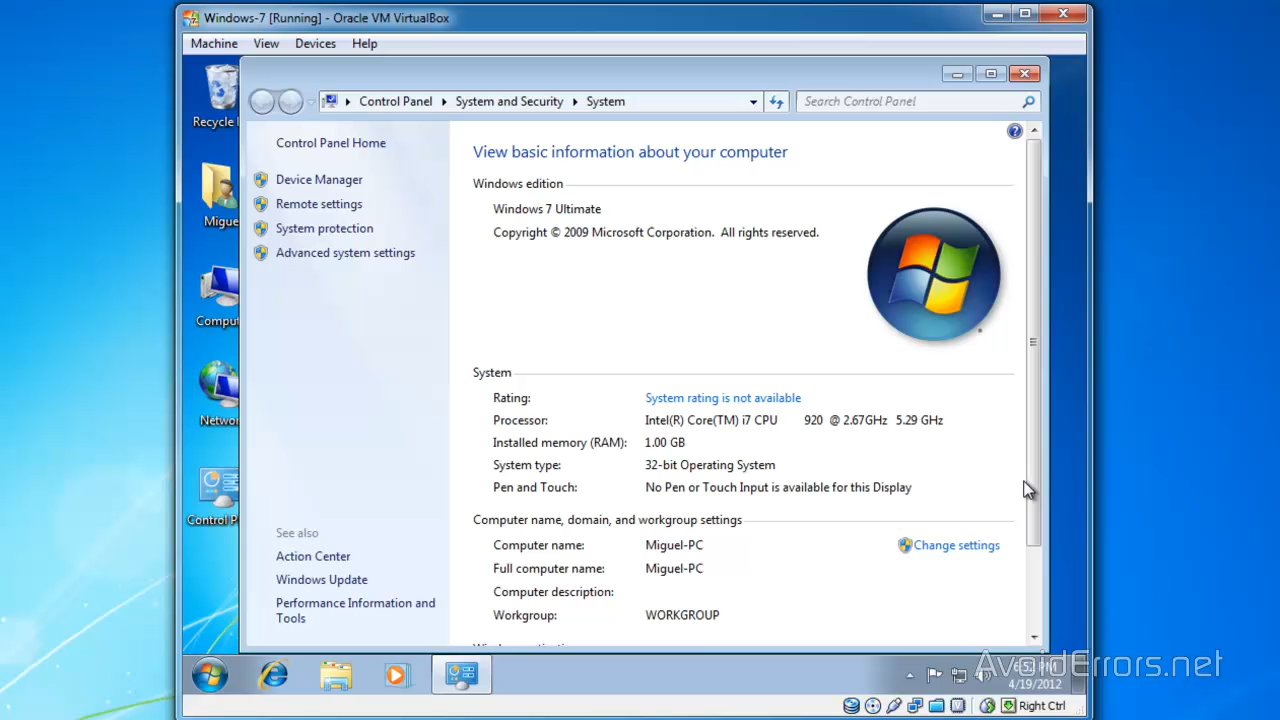 Windows-7 [Running] - Oracle VM VirtualBox
Machine View Devices Help
Control Panel System and Security System Search Control Panel
Recycle
Migue
Comput
Networ
Control P
Control Panel Home
Device Manager
Remote settings
System protection
Advanced system settings
See also
Action Center
Windows Update
Performance Information and
Tools
View basic information about your computer
Windows edition
Windows 7 Ultimate
Copyright © 2009 Microsoft Corporation. All rights reserved.
System
Rating: System rating is not available
Processor: Intel(R) Core(TM) i7 CPU 920 @ 2.67GHz 5.29 GHz
Installed memory (RAM): 1.00 GB
System type: 32-bit Operating System
Pen and Touch: No Pen or Touch Input is available for this Display
Computer name, domain, and workgroup settings
Computer name: Miguel-PC Change settings
Full computer name: Miguel-PC
Computer description:
Workgroup: WORKGROUP
6:52 PM
4/19/2012
AvoidErrors.net
Right Ctrl